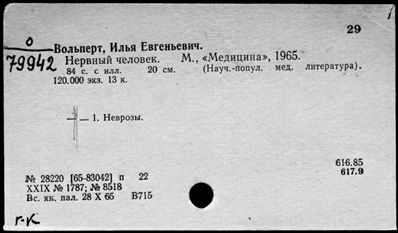 29
О
79942
Вольперт, Илья Евгеньевич.
Нервный человек. М., «Медицина», 1965.
84 с. с илл. 20 см. (Науч.-попул. мед. литература).
120.000 экз. 13 к.
— 1. Неврозы.
616.85
617.9
№ 28220 [65-83042] п 22
XXIX № 1787; № 8518
Вс. кк. пал. 28 X 65 В715
г-к